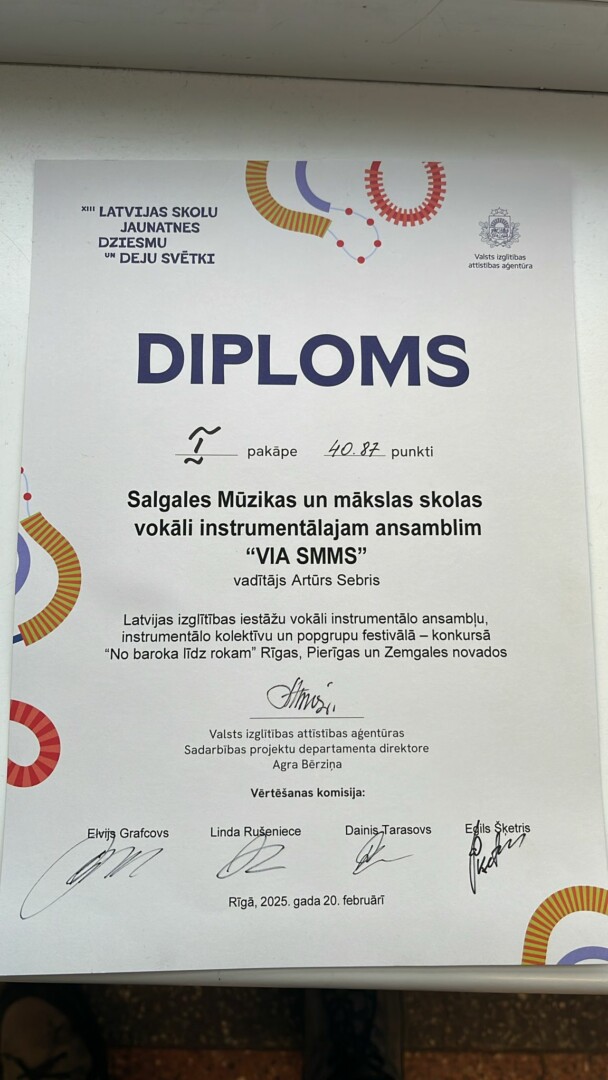 XIII LATVIJAS SKOLU
JAUNATNES
DZIESMU
UN DEJU SVĒTKI
Valsts izglītības
attīstības aģentūra
DIPLOMS
I pakāpe 40.87 punkti
Salgales Mūzikas un mākslas skolas
vokāli instrumentālajam ansamblim
“VIA SMMS”
vadītājs Artūrs Sebris
Latvijas izglītības iestāžu vokāli instrumentālo ansambļu,
instrumentālo kolektīvu un popgrupu festivālā – konkursā
“No baroka līdz rokam” Rīgas, Pierīgas un Zemgales novados
Valsts izglītības attīstības aģentūras
Sadarbības projektu departamenta direktore
Agra Bērziņa
Vērtēšanas komisija:
Elvijs Grafcovs Linda Rušeniece Dainis Tarasovs Egils Šķetris
Rīgā, 2025. gada 20. februārī